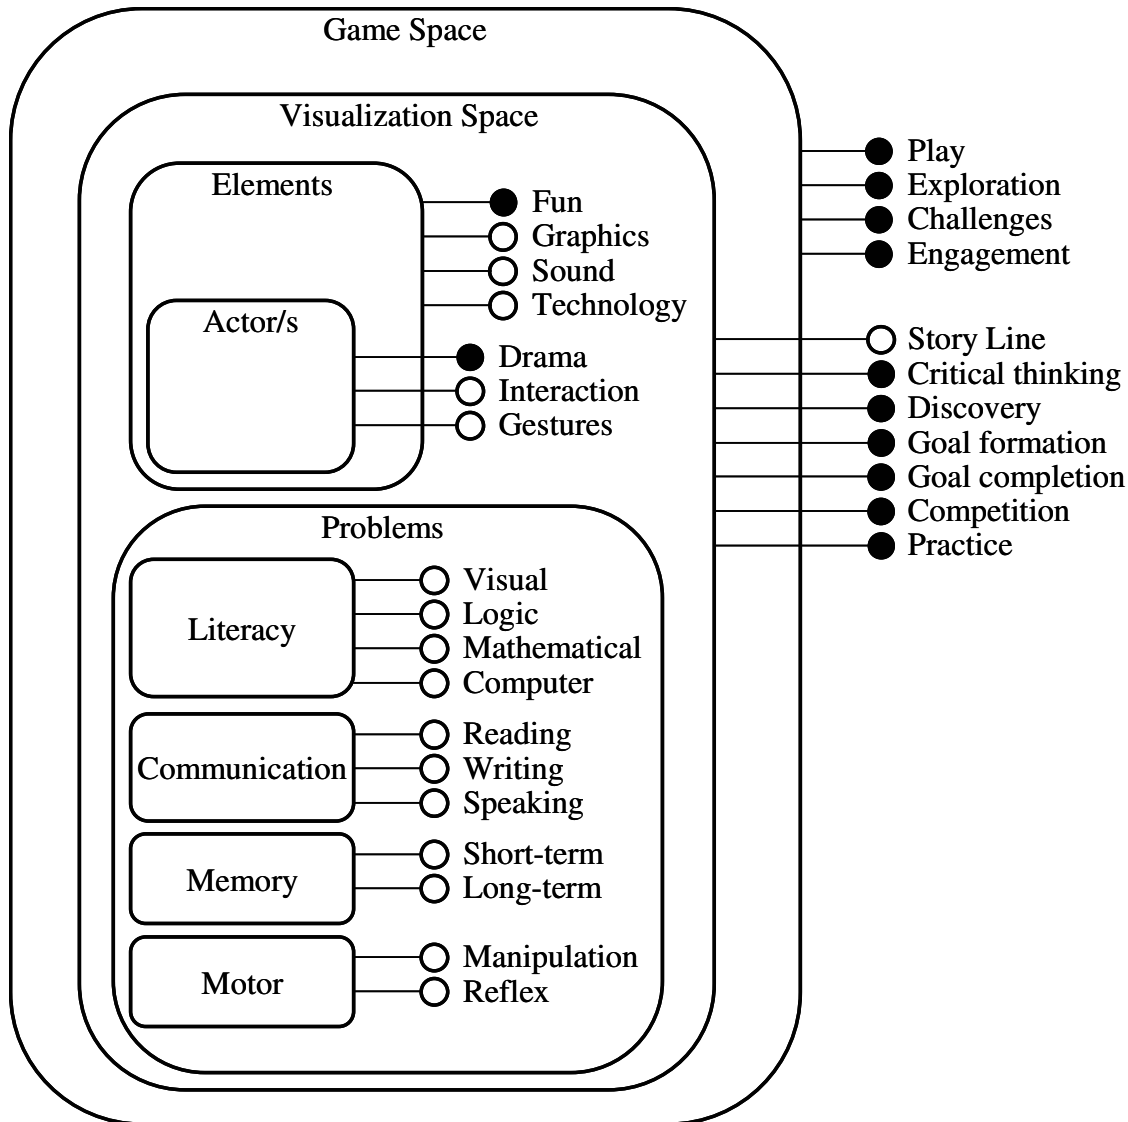 Game Space
Visualization Space
Elements
Fun
Graphics
Sound
Technology
Actor/s
Drama
Interaction
Gestures
Problems
Literacy
Visual
Logic
Mathematical
Computer
Communication
Reading
Writing
Speaking
Memory
Short-term
Long-term
Motor
Manipulation
Reflex
Play
Exploration
Challenges
Engagement
Story Line
Critical thinking
Discovery
Goal formation
Goal completion
Competition
Practice